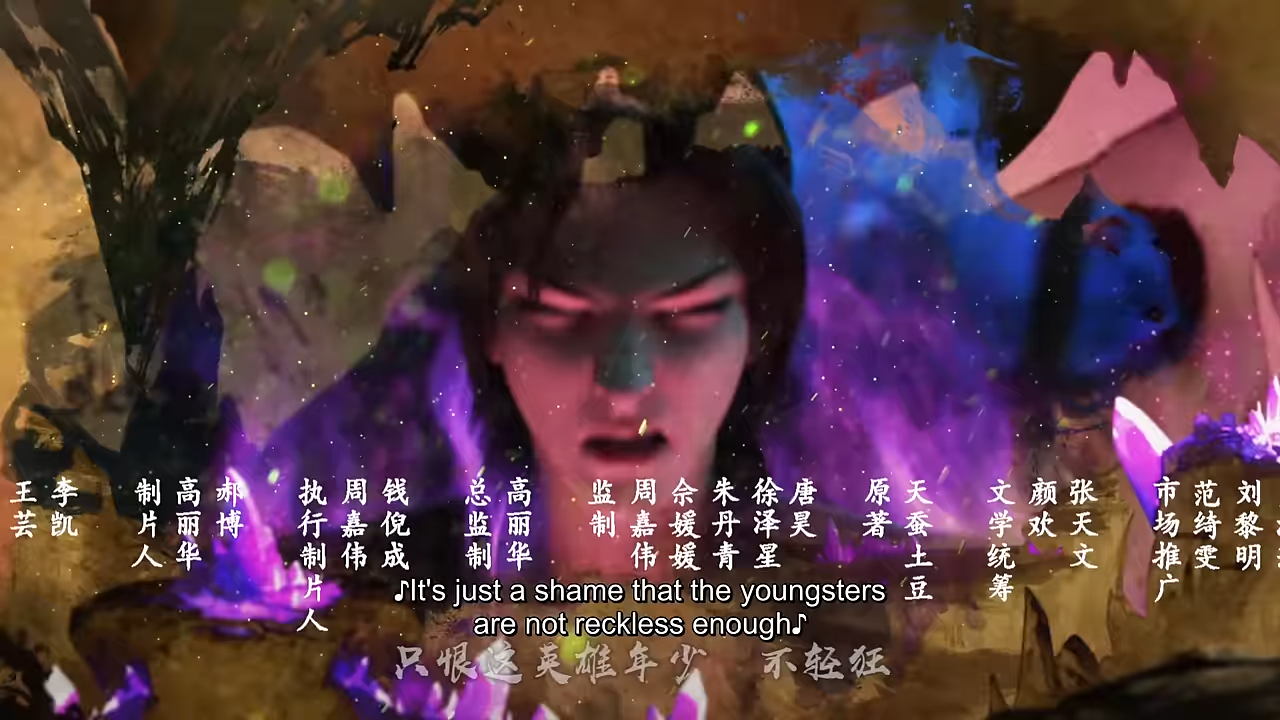 王芸
李凯
制片人
高丽华
郝博
执行制片人
周嘉伟
钱倪成
总监制
高丽华
监制
周嘉伟
佘媛媛
朱丹青
徐泽星
唐昊
原著
天蚕土豆
文学统筹
颜欢
张天文
市场推广
范绮雯
刘黎明
♪It's just a shame that the youngsters
are not reckless enough♪
只恨这英雄年少 不轻狂